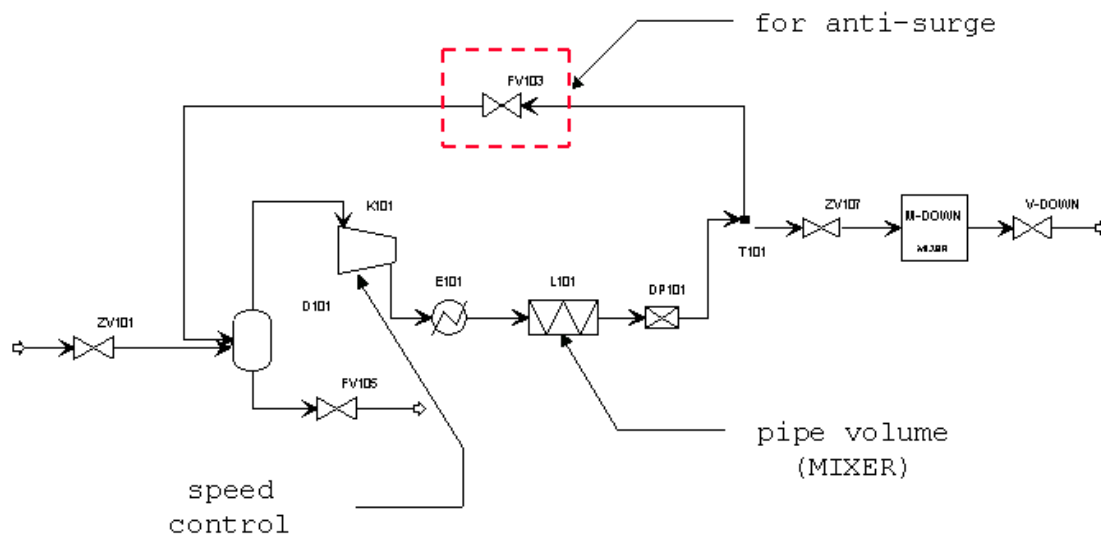 for anti-surge
FV103
K101
ZV107
M-DOWN
MIXER
V-DOWN
T101
E101
L101
DP101
D101
ZV101
FV105
pipe volume
(MIXER)
speed
control